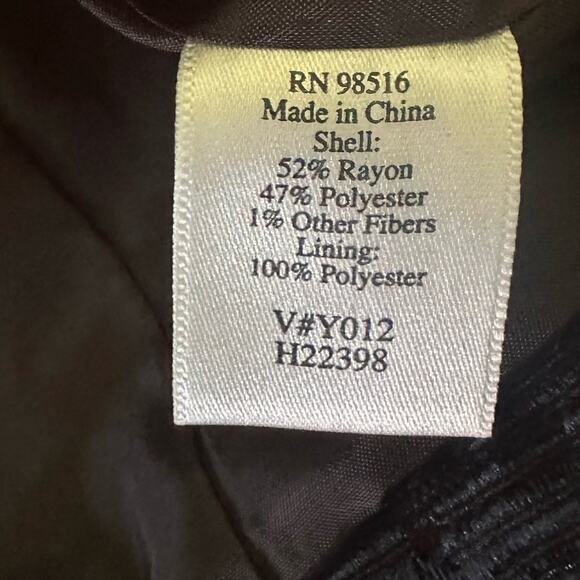 RN 98516
Made in China
Shell:
52% Rayon
47% Polyester
1% Other Fibers
Lining:
100% Polyester
V#Y012
H22398